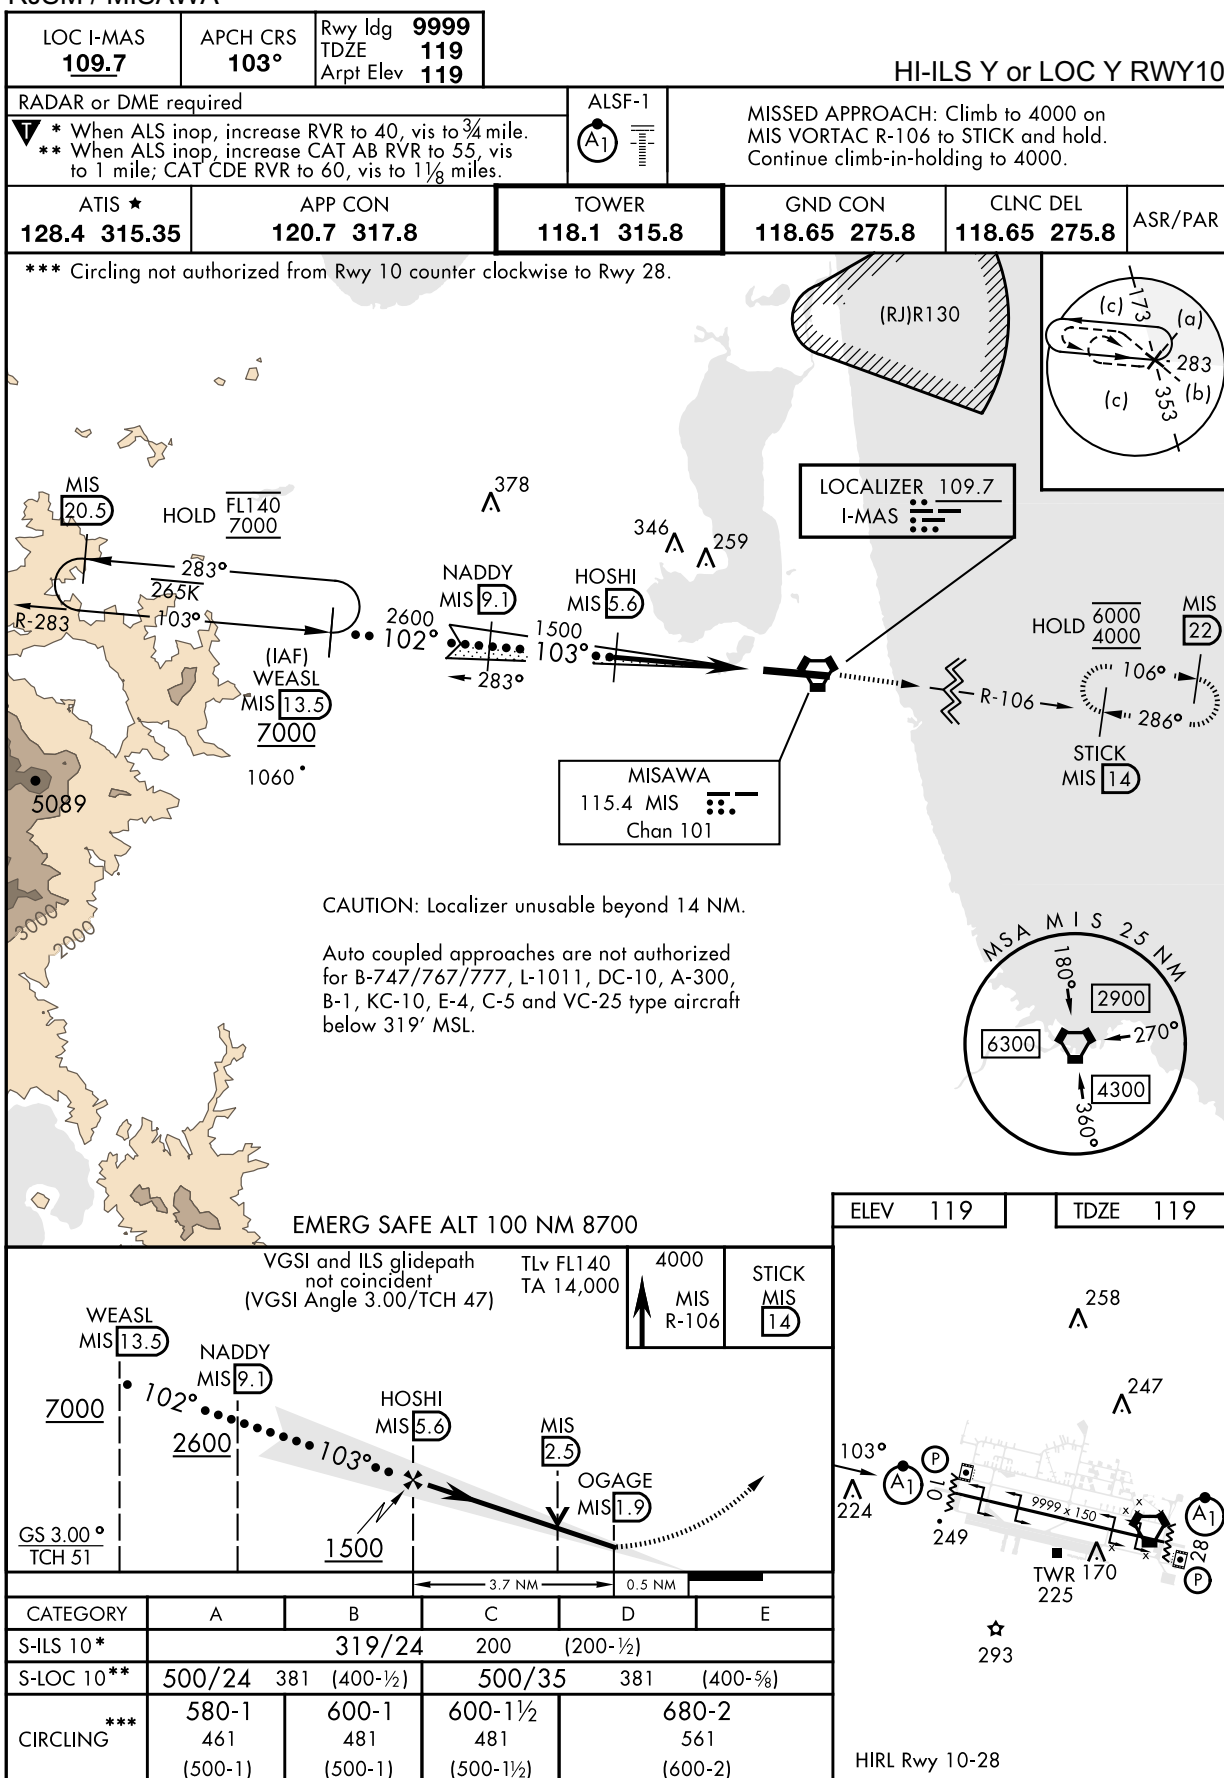 LOC I-MAS
109.7
APCH CRS
103°
Rwy ldg 9999
TDZE 119
Arpt Elev 119
HI-ILS Y or LOC Y RWY10
RADAR or DME required
T * When ALS inop, increase RVR to 40, vis to ¾ mile.
** When ALS inop, increase CAT AB RVR to 55, vis
to 1 mile; CAT CDE RVR to 60, vis to 1⅛ miles.
ALSF-1
A1
MISSED APPROACH: Climb to 4000 on
MIS VORTAC R-106 to STICK and hold.
Continue climb-in-holding to 4000.
ATIS ★
128.4 315.35
APP CON
120.7 317.8
TOWER
118.1 315.8
GND CON
118.65 275.8
CLNC DEL
118.65 275.8
ASR/PAR
*** Circling not authorized from Rwy 10 counter clockwise to Rwy 28.
(RJ)R130
(c)
173
(a)
283
(b)
(c)
353
MIS
20.5
HOLD FL140
7000
378
346
259
LOCALIZER 109.7
I-MAS
283°
265K
103°
R-283
NADDY
MIS 9.1
HOSHI
MIS 5.6
2600
102°
1500
103°
283°
(IAF)
WEASL
MIS 13.5
7000
1060
5089
3000
2000
HOLD 6000
4000
MIS
22
106°
R-106
286°
STICK
MIS 14
MISAWA
115.4 MIS
Chan 101
CAUTION: Localizer unusable beyond 14 NM.
Auto coupled approaches are not authorized
for B-747/767/777, L-1011, DC-10, A-300,
B-1, KC-10, E-4, C-5 and VC-25 type aircraft
below 319' MSL.
MSA MIS 25 NM
180°
2900
270°
6300
4300
360°
EMERG SAFE ALT 100 NM 8700
ELEV 119
TDZE 119
VGSI and ILS glidepath
not coincident
(VGSI Angle 3.00/TCH 47)
TLv FL140
TA 14,000
4000
MIS
R-106
STICK
MIS
14
WEASL
MIS 13.5
NADDY
MIS 9.1
HOSHI
MIS 5.6
MIS
2.5
OGAGE
MIS 1.9
7000
102°
2600
103°
1500
GS 3.00°
TCH 51
3.7 NM
0.5 NM
258
247
103°
A1
P
10
224
249
9999 x 150
x
x
x
x
x
TWR
225
170
A1
28
P
293
HIRL Rwy 10-28
CATEGORY A B C D E
S-ILS 10* 319/24 200 (200-½)
S-LOC 10** 500/24 381 (400-½) 500/35 381 (400-⅝)
CIRCLING ***
580-1 600-1 600-1½ 680-2
461 481 481 561
(500-1) (500-1) (500-1½) (600-2)